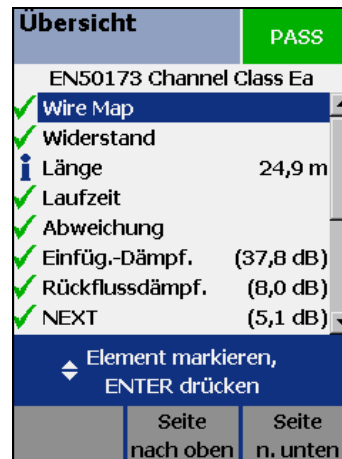 Übersicht
PASS
EN50173 Channel Class Ea
Wire Map
Widerstand
Länge 24,9 m
Laufzeit
Abweichung
Einfüg.-Dämpf. (37,8 dB)
Rückflussdämpf. (8,0 dB)
NEXT (5,1 dB)
Element markieren,
ENTER drücken
Seite
nach oben
Seite
n. unten